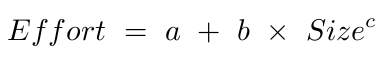 Effort = a + b × Size^c